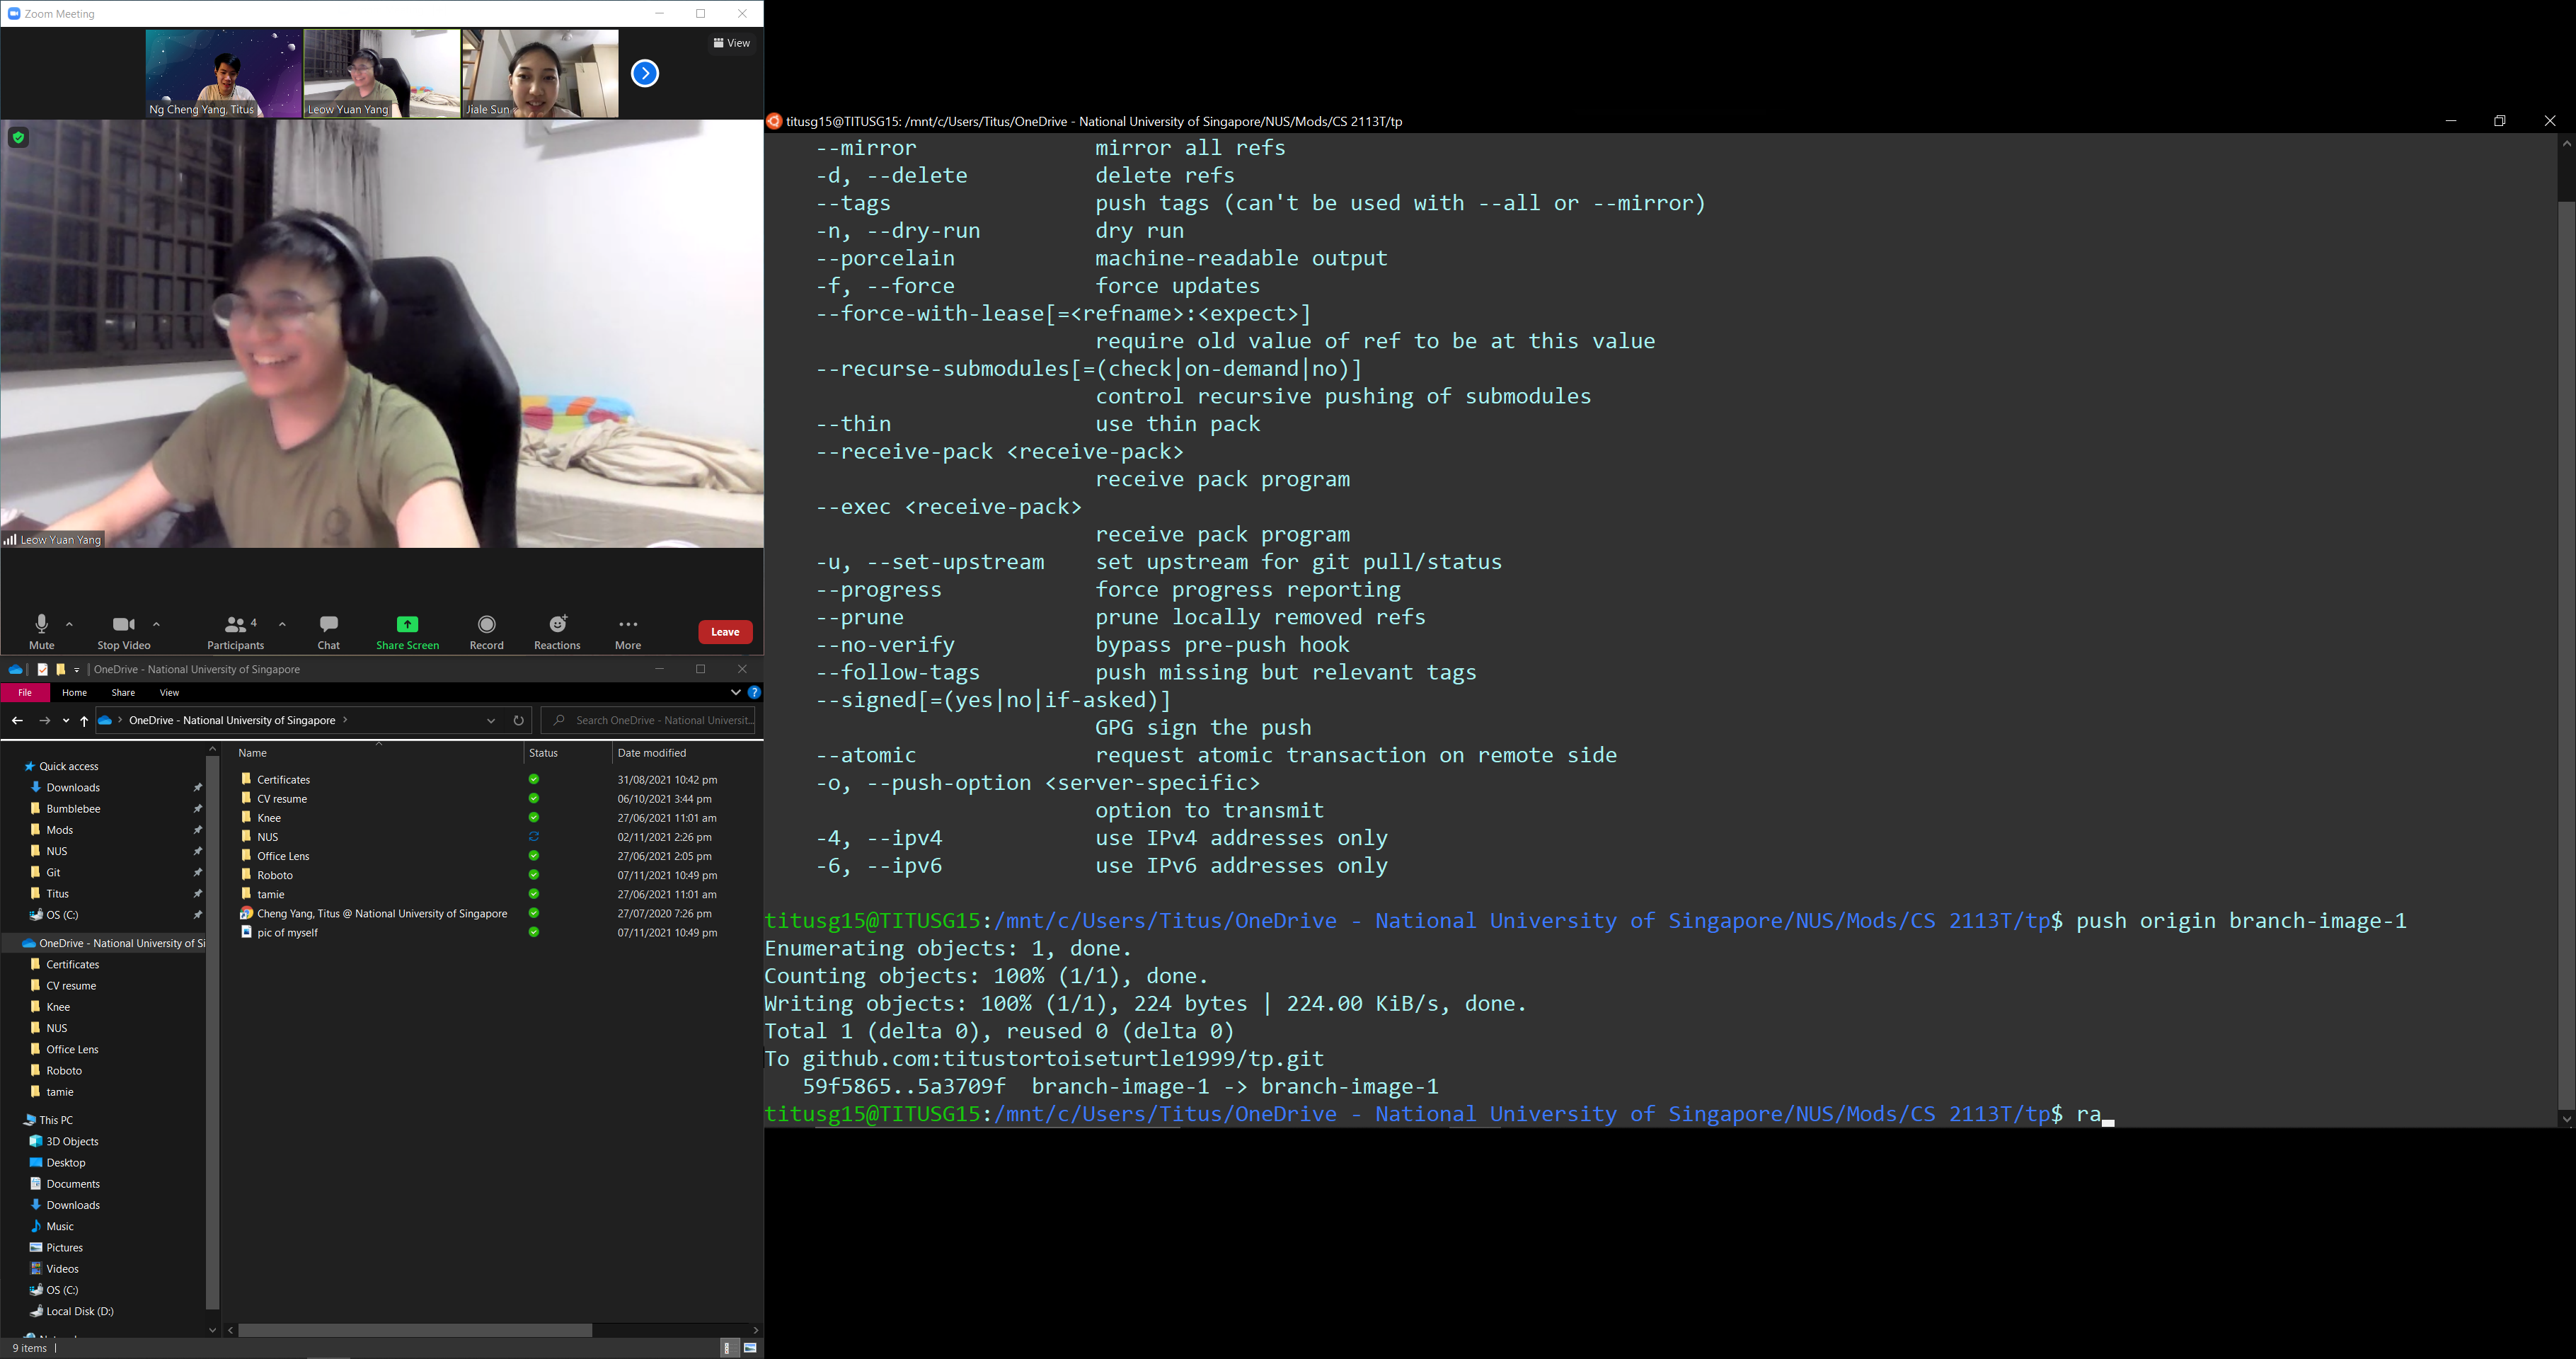 Zoom Meeting
View
Ng Cheng Yang, Titus
Leow Yuan Yang
Jiale Sun
Leow Yuan Yang
Mute
Stop Video
4
Participants
Chat
Share Screen
Record
Reactions
More
Leave
OneDrive - National University of Singapore
File Home Share View
OneDrive - National University of Singapore
Search OneDrive - National Universit...
Quick access
Downloads
Bumblebee
Mods
NUS
Git
Titus
OS (C:)
OneDrive - National University of Si
Certificates
CV resume
Knee
NUS
Office Lens
Roboto
tamie
This PC
3D Objects
Desktop
Documents
Downloads
Music
Pictures
Videos
OS (C:)
Local Disk (D:)
Name Status Date modified
Certificates 31/08/2021 10:42 pm
CV resume 06/10/2021 3:44 pm
Knee 27/06/2021 11:01 am
NUS 02/11/2021 2:26 pm
Office Lens 27/06/2021 2:05 pm
Roboto 07/11/2021 10:49 pm
tamie 27/06/2021 11:01 am
Cheng Yang, Titus @ National University of Singapore 27/07/2020 7:26 pm
pic of myself 07/11/2021 10:49 pm
9 items
titusg15@TITUSG15: /mnt/c/Users/Titus/OneDrive - National University of Singapore/NUS/Mods/CS 2113T/tp
--mirror mirror all refs
-d, --delete delete refs
--tags push tags (can't be used with --all or --mirror)
-n, --dry-run dry run
--porcelain machine-readable output
-f, --force force updates
--force-with-lease[=<refname>:<expect>]
require old value of ref to be at this value
--recurse-submodules[=(check|on-demand|no)]
control recursive pushing of submodules
--thin use thin pack
--receive-pack <receive-pack>
receive pack program
--exec <receive-pack>
receive pack program
-u, --set-upstream set upstream for git pull/status
--progress force progress reporting
--prune prune locally removed refs
--no-verify bypass pre-push hook
--follow-tags push missing but relevant tags
--signed[=(yes|no|if-asked)]
GPG sign the push
--atomic request atomic transaction on remote side
-o, --push-option <server-specific>
option to transmit
-4, --ipv4 use IPv4 addresses only
-6, --ipv6 use IPv6 addresses only
titusg15@TITUSG15:/mnt/c/Users/Titus/OneDrive - National University of Singapore/NUS/Mods/CS 2113T/tp$ push origin branch-image-1
Enumerating objects: 1, done.
Counting objects: 100% (1/1), done.
Writing objects: 100% (1/1), 224 bytes | 224.00 KiB/s, done.
Total 1 (delta 0), reused 0 (delta 0)
To github.com:titustortoiseturtle1999/tp.git
59f5865..5a3709f branch-image-1 -> branch-image-1
titusg15@TITUSG15:/mnt/c/Users/Titus/OneDrive - National University of Singapore/NUS/Mods/CS 2113T/tp$ ra